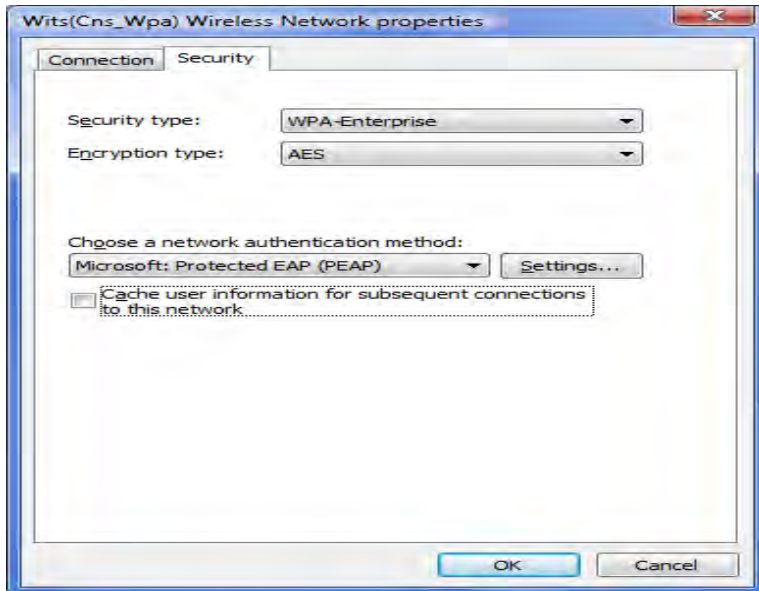 Wits(Cns_Wpa) Wireless Network properties
Connection Security
Security type: WPA-Enterprise
Encryption type: AES
Choose a network authentication method:
Microsoft: Protected EAP (PEAP) Settings...
Cache user information for subsequent connections
to this network
OK Cancel